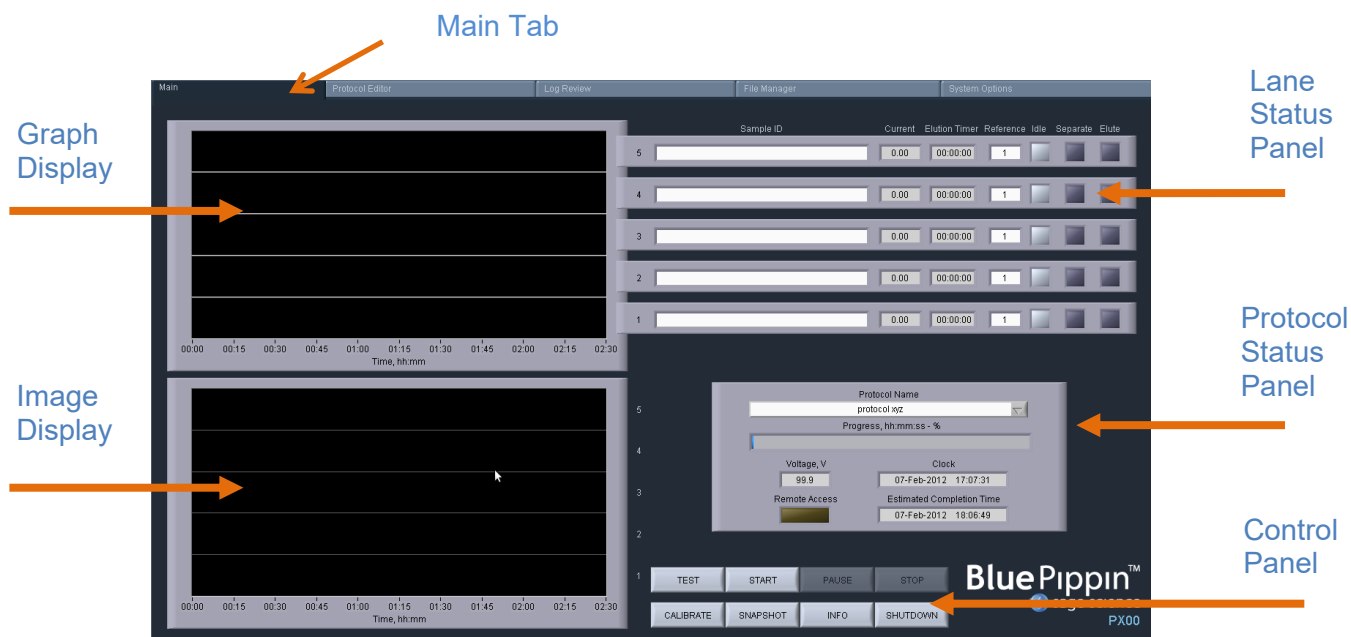 Main Tab
Main
Protocol Editor
Log Review
File Manager
System Options
Graph
Display
Lane
Status
Panel
Sample ID
Current
Elution Timer
Reference
Idle
Separate
Elute
5
0.00
00:00:00
1
4
0.00
00:00:00
1
3
0.00
00:00:00
1
2
0.00
00:00:00
1
1
0.00
00:00:00
1
00:00 00:15 00:30 00:45 01:00 01:15 01:30 01:45 02:00 02:15 02:30
Time, hh:mm
Image
Display
5
4
3
2
1
00:00 00:15 00:30 00:45 01:00 01:15 01:30 01:45 02:00 02:15 02:30
Time, hh:mm
Protocol
Status
Panel
Protocol Name
protocol xyz
Progress, hh:mm:ss - %
Voltage, V
99.9
Clock
07-Feb-2012 17:07:31
Remote Access
Estimated Completion Time
07-Feb-2012 18:06:49
Control
Panel
TEST
START
PAUSE
STOP
CALIBRATE
SNAPSHOT
INFO
SHUTDOWN
BluePippin™
science
PX00